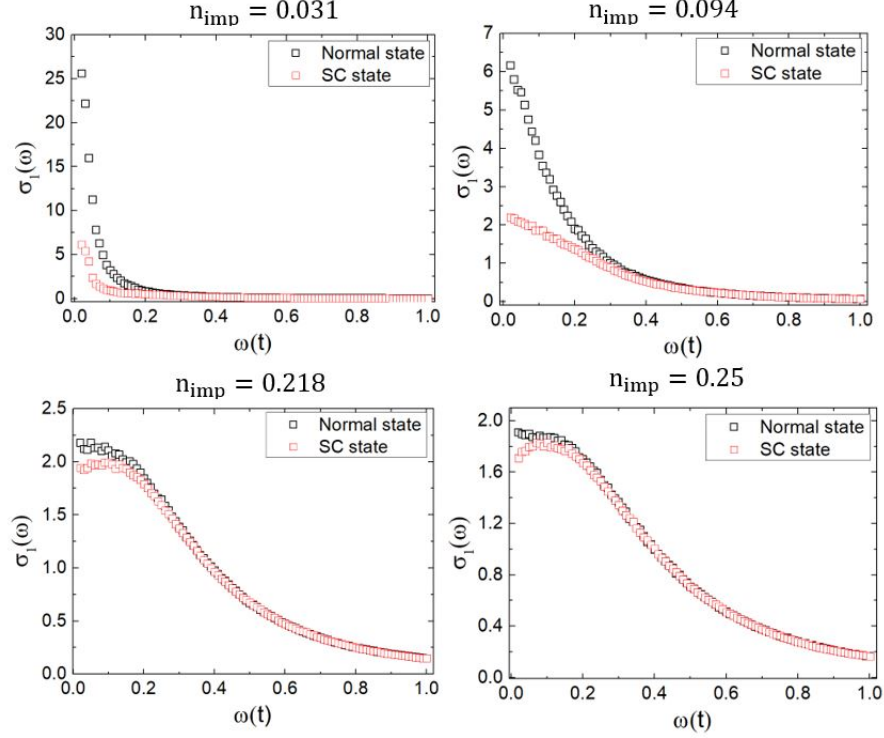 n_imp = 0.031
30
25
20
15
10
5
0
σ₁(ω)
Normal state
SC state
0.0 0.2 0.4 0.6 0.8 1.0
ω(t)
n_imp = 0.094
7
6
5
4
3
2
1
0
σ₁(ω)
Normal state
SC state
0.0 0.2 0.4 0.6 0.8 1.0
ω(t)
n_imp = 0.218
2.5
2.0
1.5
1.0
0.5
0.0
σ₁(ω)
Normal state
SC state
0.0 0.2 0.4 0.6 0.8 1.0
ω(t)
n_imp = 0.25
2.0
1.6
1.2
0.8
0.4
0.0
σ₁(ω)
Normal state
SC state
0.0 0.2 0.4 0.6 0.8 1.0
ω(t)